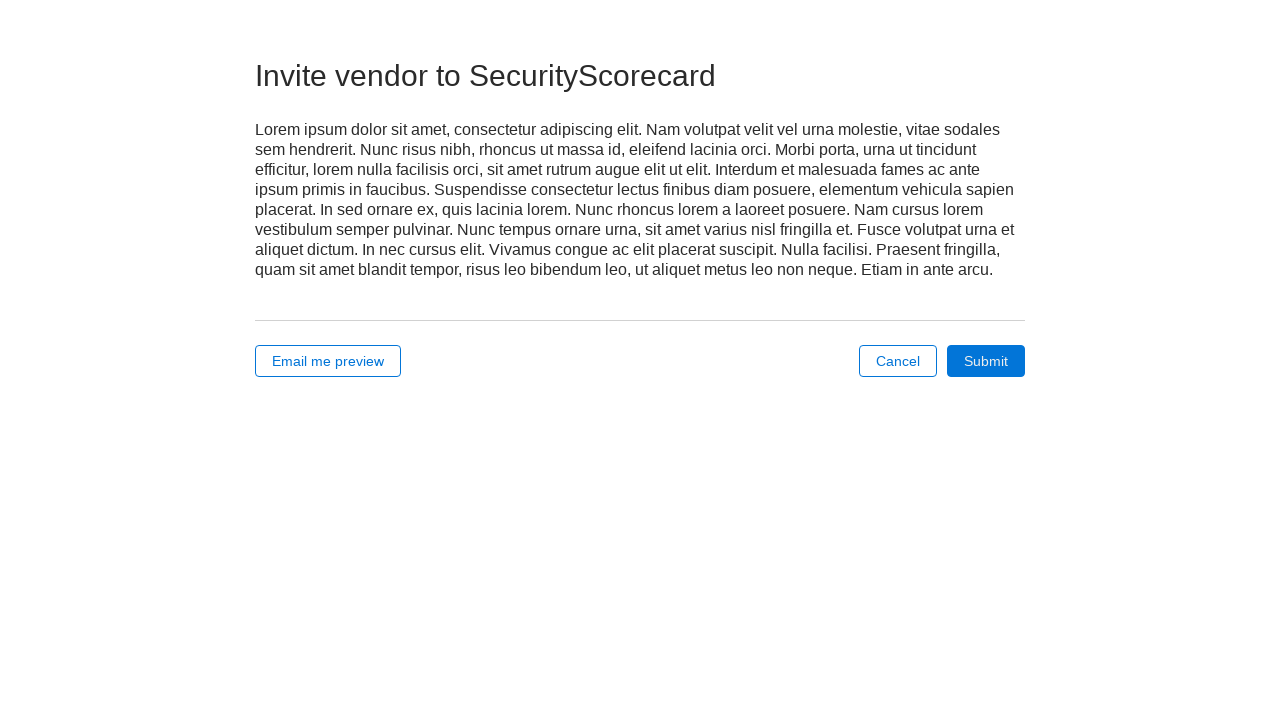 Invite vendor to SecurityScorecard
Lorem ipsum dolor sit amet, consectetur adipiscing elit. Nam volutpat velit vel urna molestie, vitae sodales
sem hendrerit. Nunc risus nibh, rhoncus ut massa id, eleifend lacinia orci. Morbi porta, urna ut tincidunt
efficitur, lorem nulla facilisis orci, sit amet rutrum augue elit ut elit. Interdum et malesuada fames ac ante
ipsum primis in faucibus. Suspendisse consectetur lectus finibus diam posuere, elementum vehicula sapien
placerat. In sed ornare ex, quis lacinia lorem. Nunc rhoncus lorem a laoreet posuere. Nam cursus lorem
vestibulum semper pulvinar. Nunc tempus ornare urna, sit amet varius nisl fringilla et. Fusce volutpat urna et
aliquet dictum. In nec cursus elit. Vivamus congue ac elit placerat suscipit. Nulla facilisi. Praesent fringilla,
quam sit amet blandit tempor, risus leo bibendum leo, ut aliquet metus leo non neque. Etiam in ante arcu.
Email me preview
Cancel
Submit